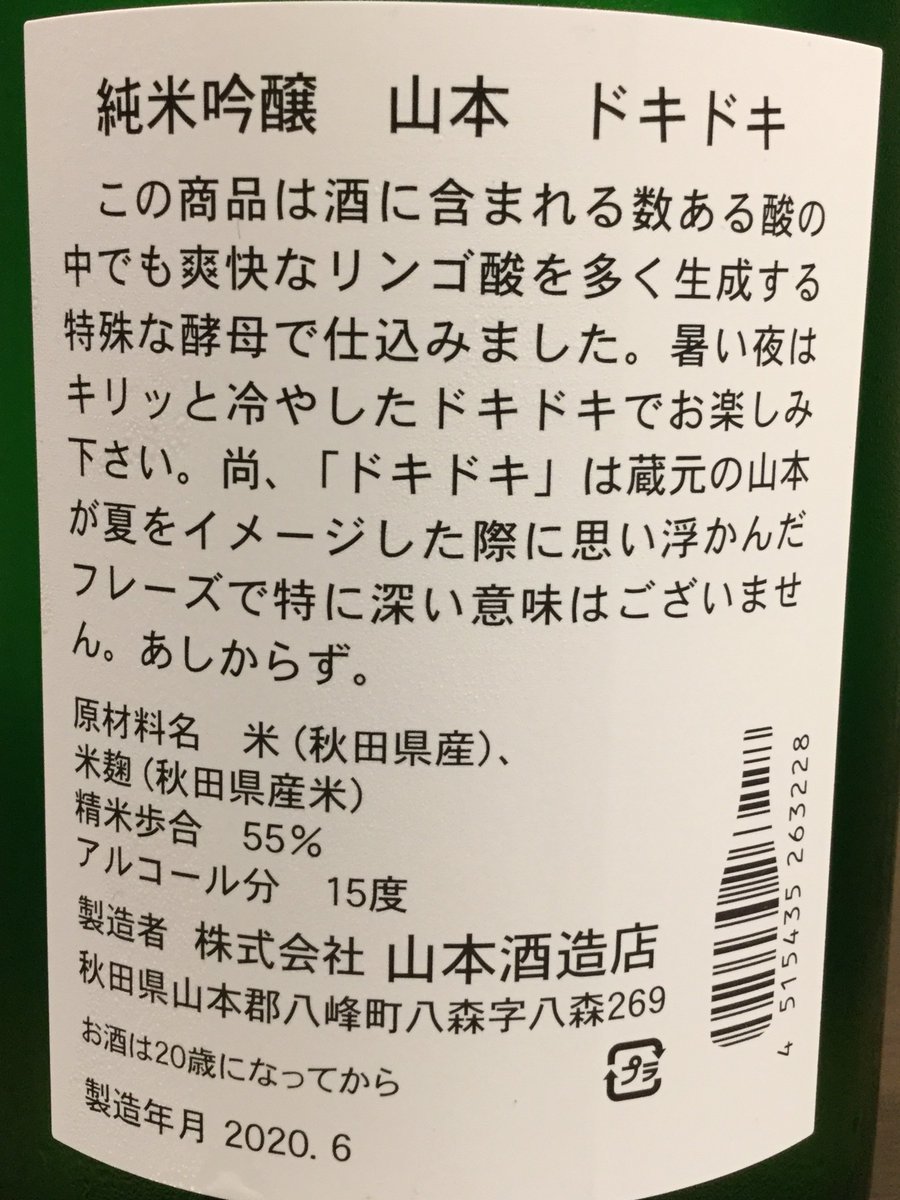 純米吟醸　山本　ドキドキ
この商品は酒に含まれる数ある酸の
中でも爽快なリンゴ酸を多く生成する
特殊な酵母で仕込みました。暑い夜は
キリッと冷やしたドキドキでお楽しみ
下さい。尚、「ドキドキ」は蔵元の山本
が夏をイメージした際に思い浮かんだ
フレーズで特に深い意味はございませ
ん。あしからず。
原材料名　米（秋田県産）、
米麹（秋田県産米）
精米歩合　55％
アルコール分　15度
製造者　株式会社 山本酒造店
秋田県山本郡八峰町八森字八森269
お酒は20歳になってから
製造年月 2020. 6
プラ
4 515435 263228